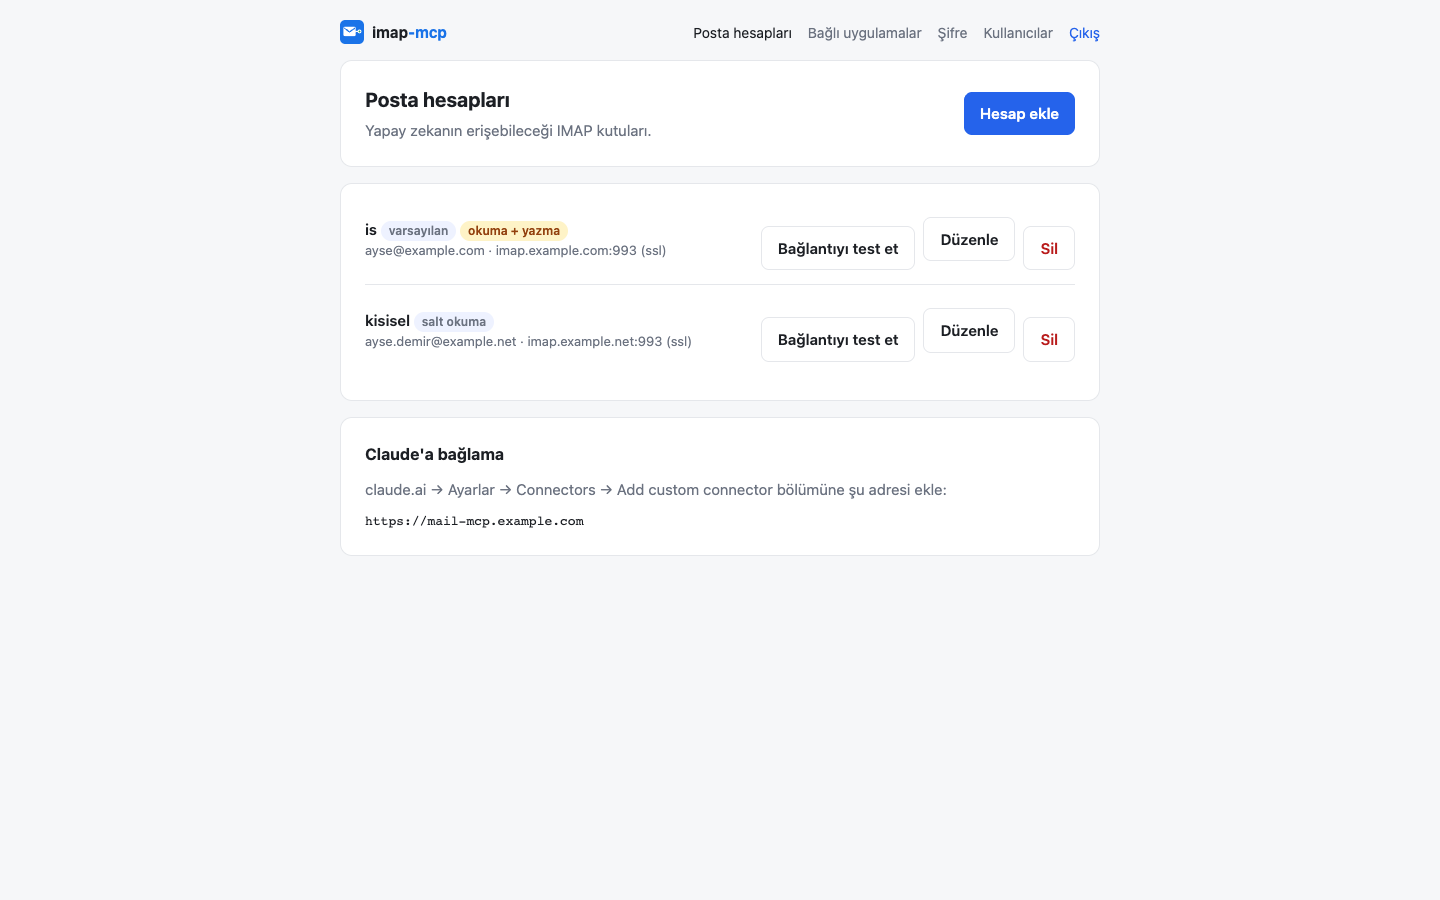 imap-mcp Posta hesapları Bağlı uygulamalar Şifre Kullanıcılar Çıkış
Posta hesapları
Yapay zekanın erişebileceği IMAP kutuları.
Hesap ekle
is varsayılan okuma + yazma
ayse@example.com · imap.example.com:993 (ssl)
Bağlantıyı test et Düzenle Sil
kisisel salt okuma
ayse.demir@example.net · imap.example.net:993 (ssl)
Bağlantıyı test et Düzenle Sil
Claude'a bağlama
claude.ai → Ayarlar → Connectors → Add custom connector bölümüne şu adresi ekle:
https://mail-mcp.example.com